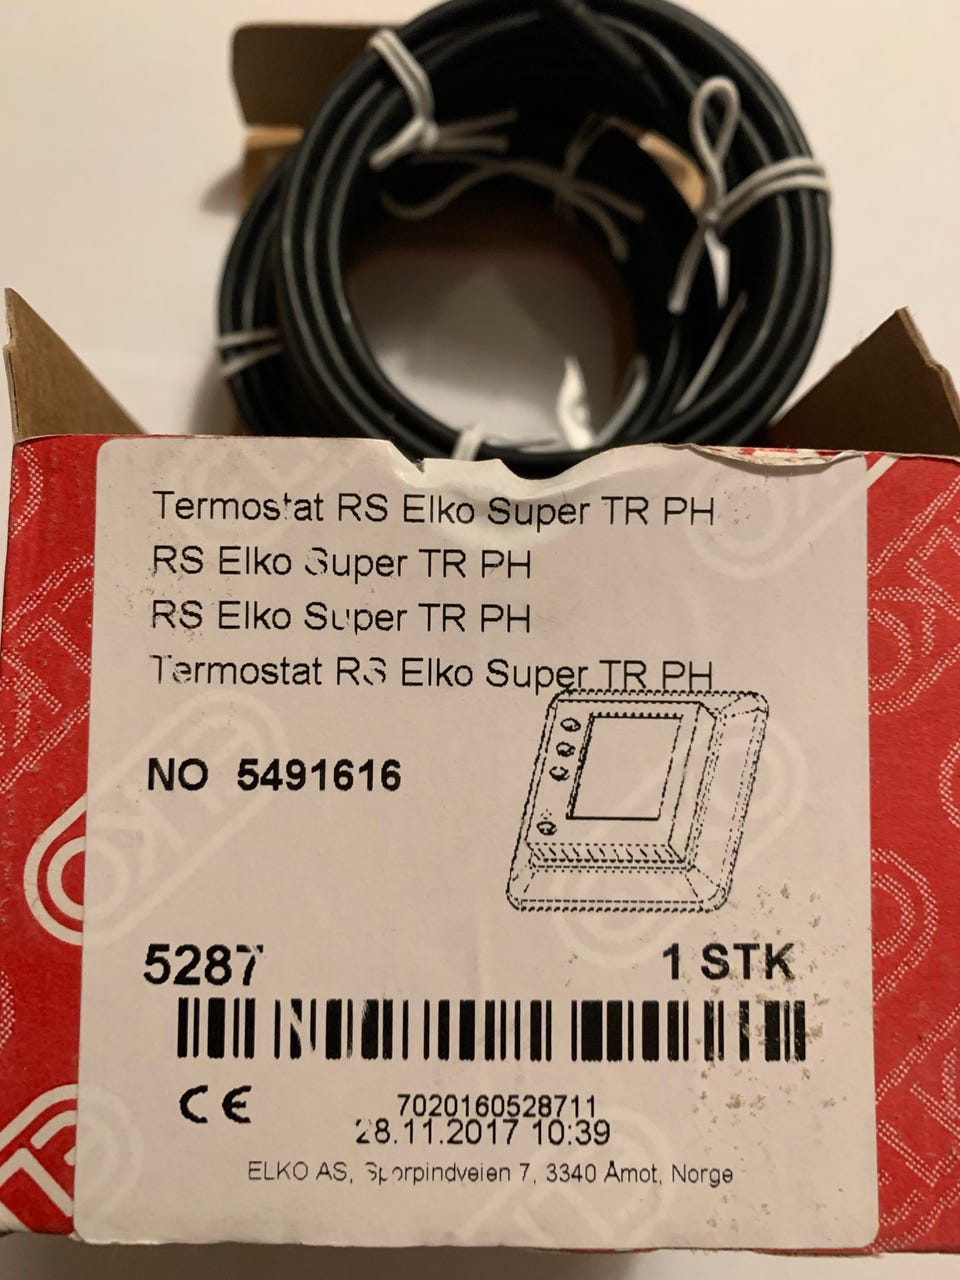 Termostat RS Elko Super TR PH
RS Elko Super TR PH
RS Elko Super TR PH
Termostat RS Elko Super TR PH
NO 5491616
5287 1 STK
CE 7020160528711
28.11.2017 10:39
ELKO AS, Sporpindveien 7, 3340 Åmot, Norge